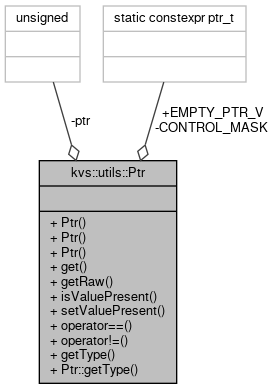 unsigned
static constexpr ptr_t
-ptr
+EMPTY_PTR_V
-CONTROL_MASK
kvs::utils::Ptr
+ Ptr()
+ Ptr()
+ Ptr()
+ get()
+ getRaw()
+ isValuePresent()
+ setValuePresent()
+ operator==()
+ operator!=()
+ getType()
+ Ptr::getType()